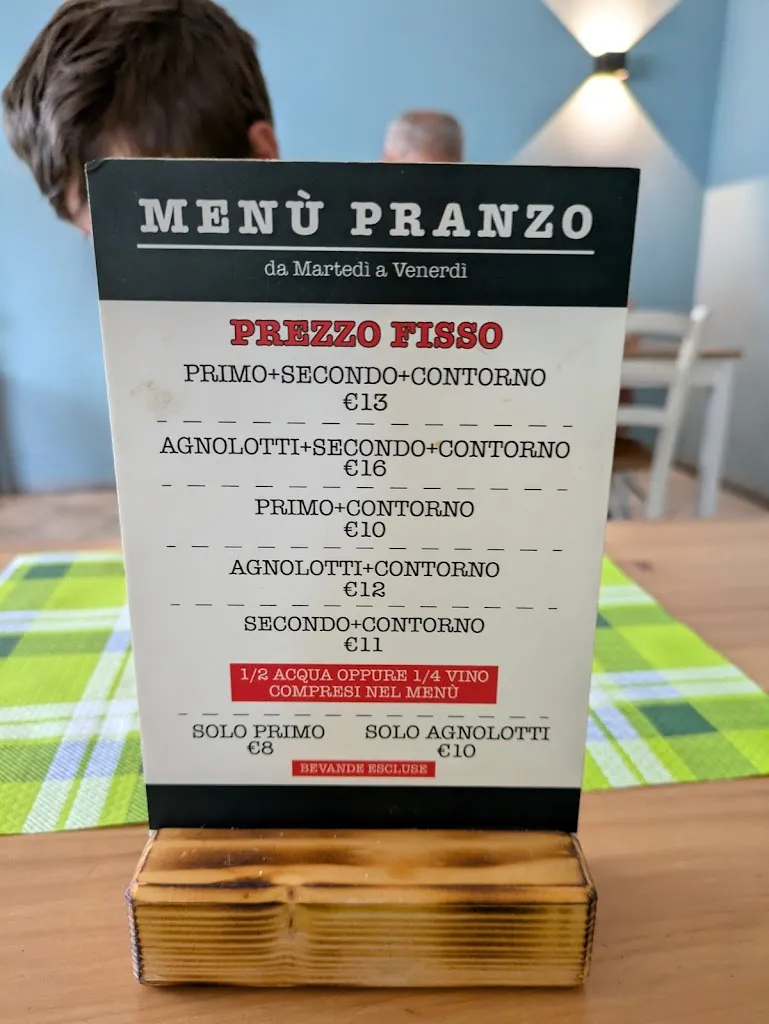 MENÙ PRANZO
da Martedì a Venerdì
PREZZO FISSO
PRIMO+SECONDO+CONTORNO
€13
AGNOLOTTI+SECONDO+CONTORNO
€16
PRIMO+CONTORNO
€10
AGNOLOTTI+CONTORNO
€12
SECONDO+CONTORNO
€11
1/2 ACQUA OPPURE 1/4 VINO
COMPRESI NEL MENÙ
SOLO PRIMO
€8
SOLO AGNOLOTTI
€10
BEVANDE ESCLUSE